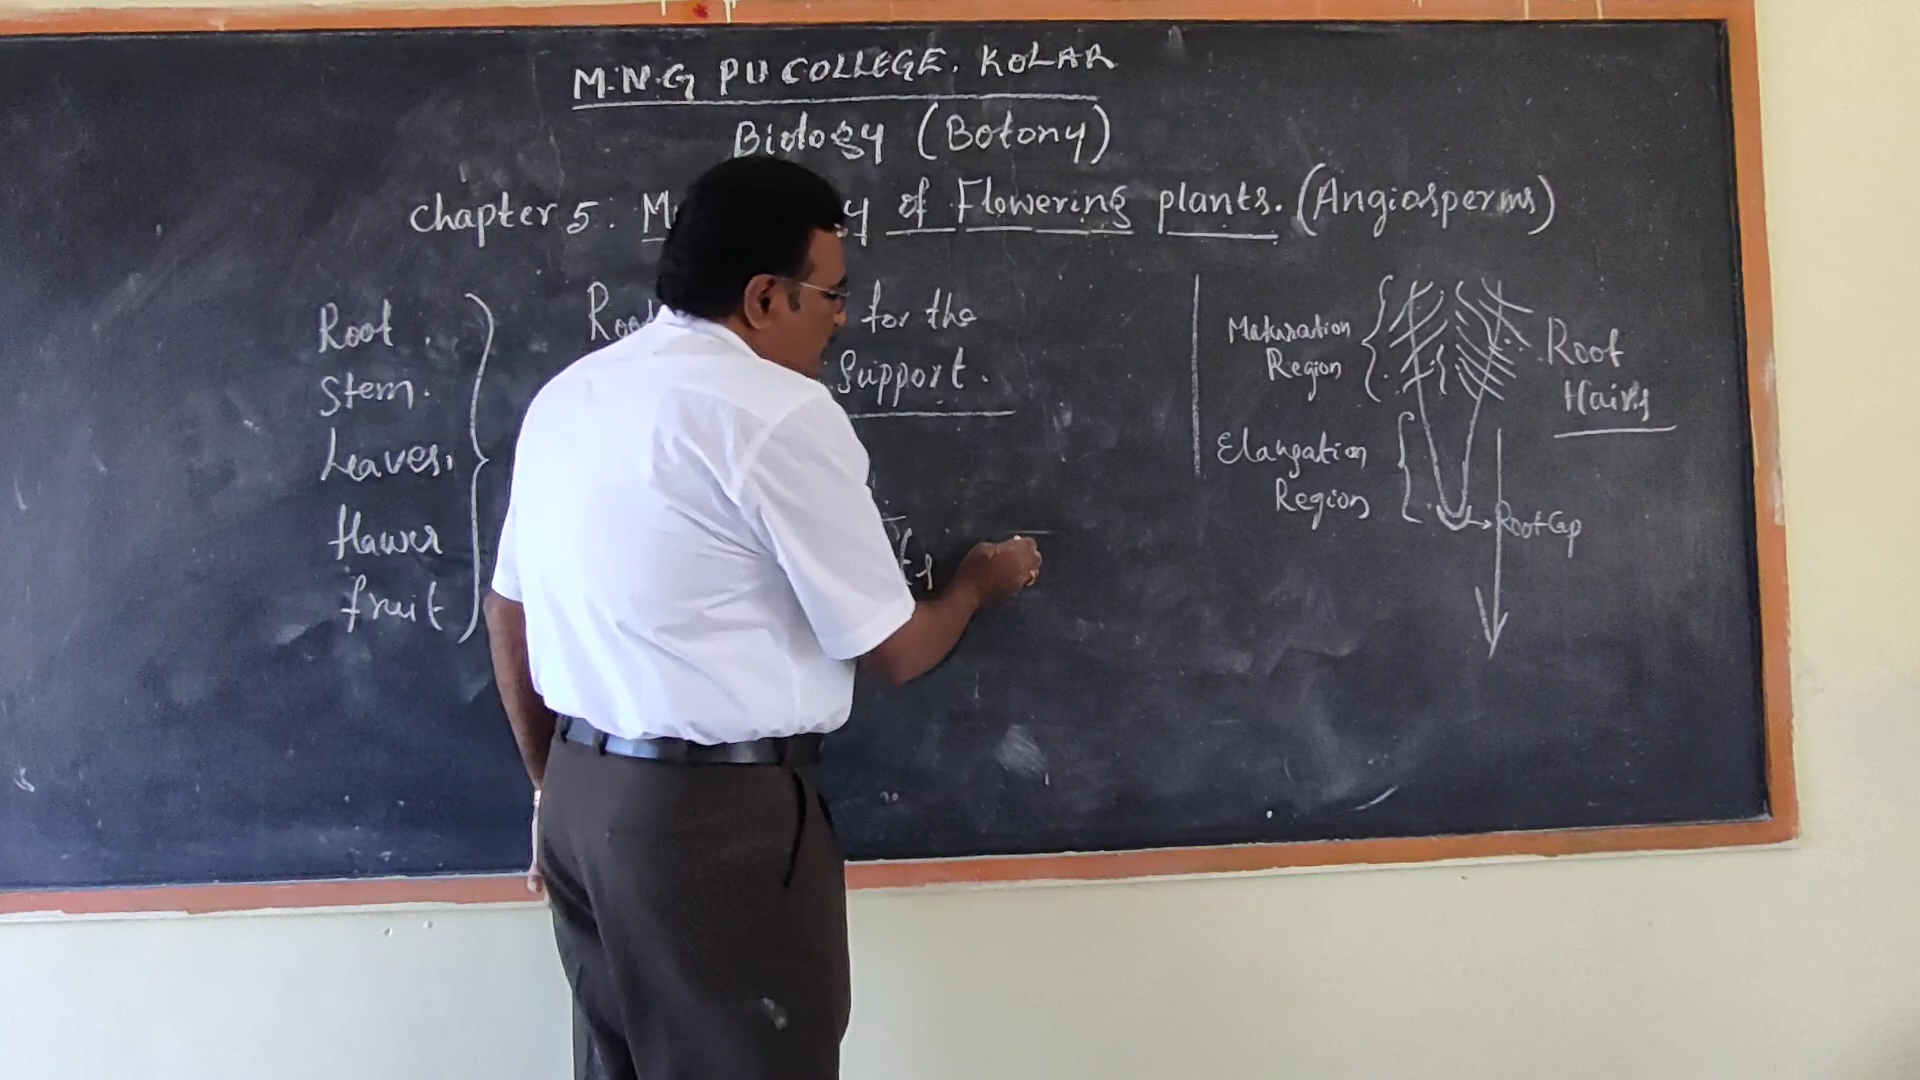 M.N.G PU COLLEGE. KOLAR
Biology (Botony)
Chapter 5. of Flowering plants. (Angiosperms)
Root
Stem.
Leaves.
flower
fruit
for the
Support.
Maturation
Region
Root
Hairs
Elangation
Region
Root Cap